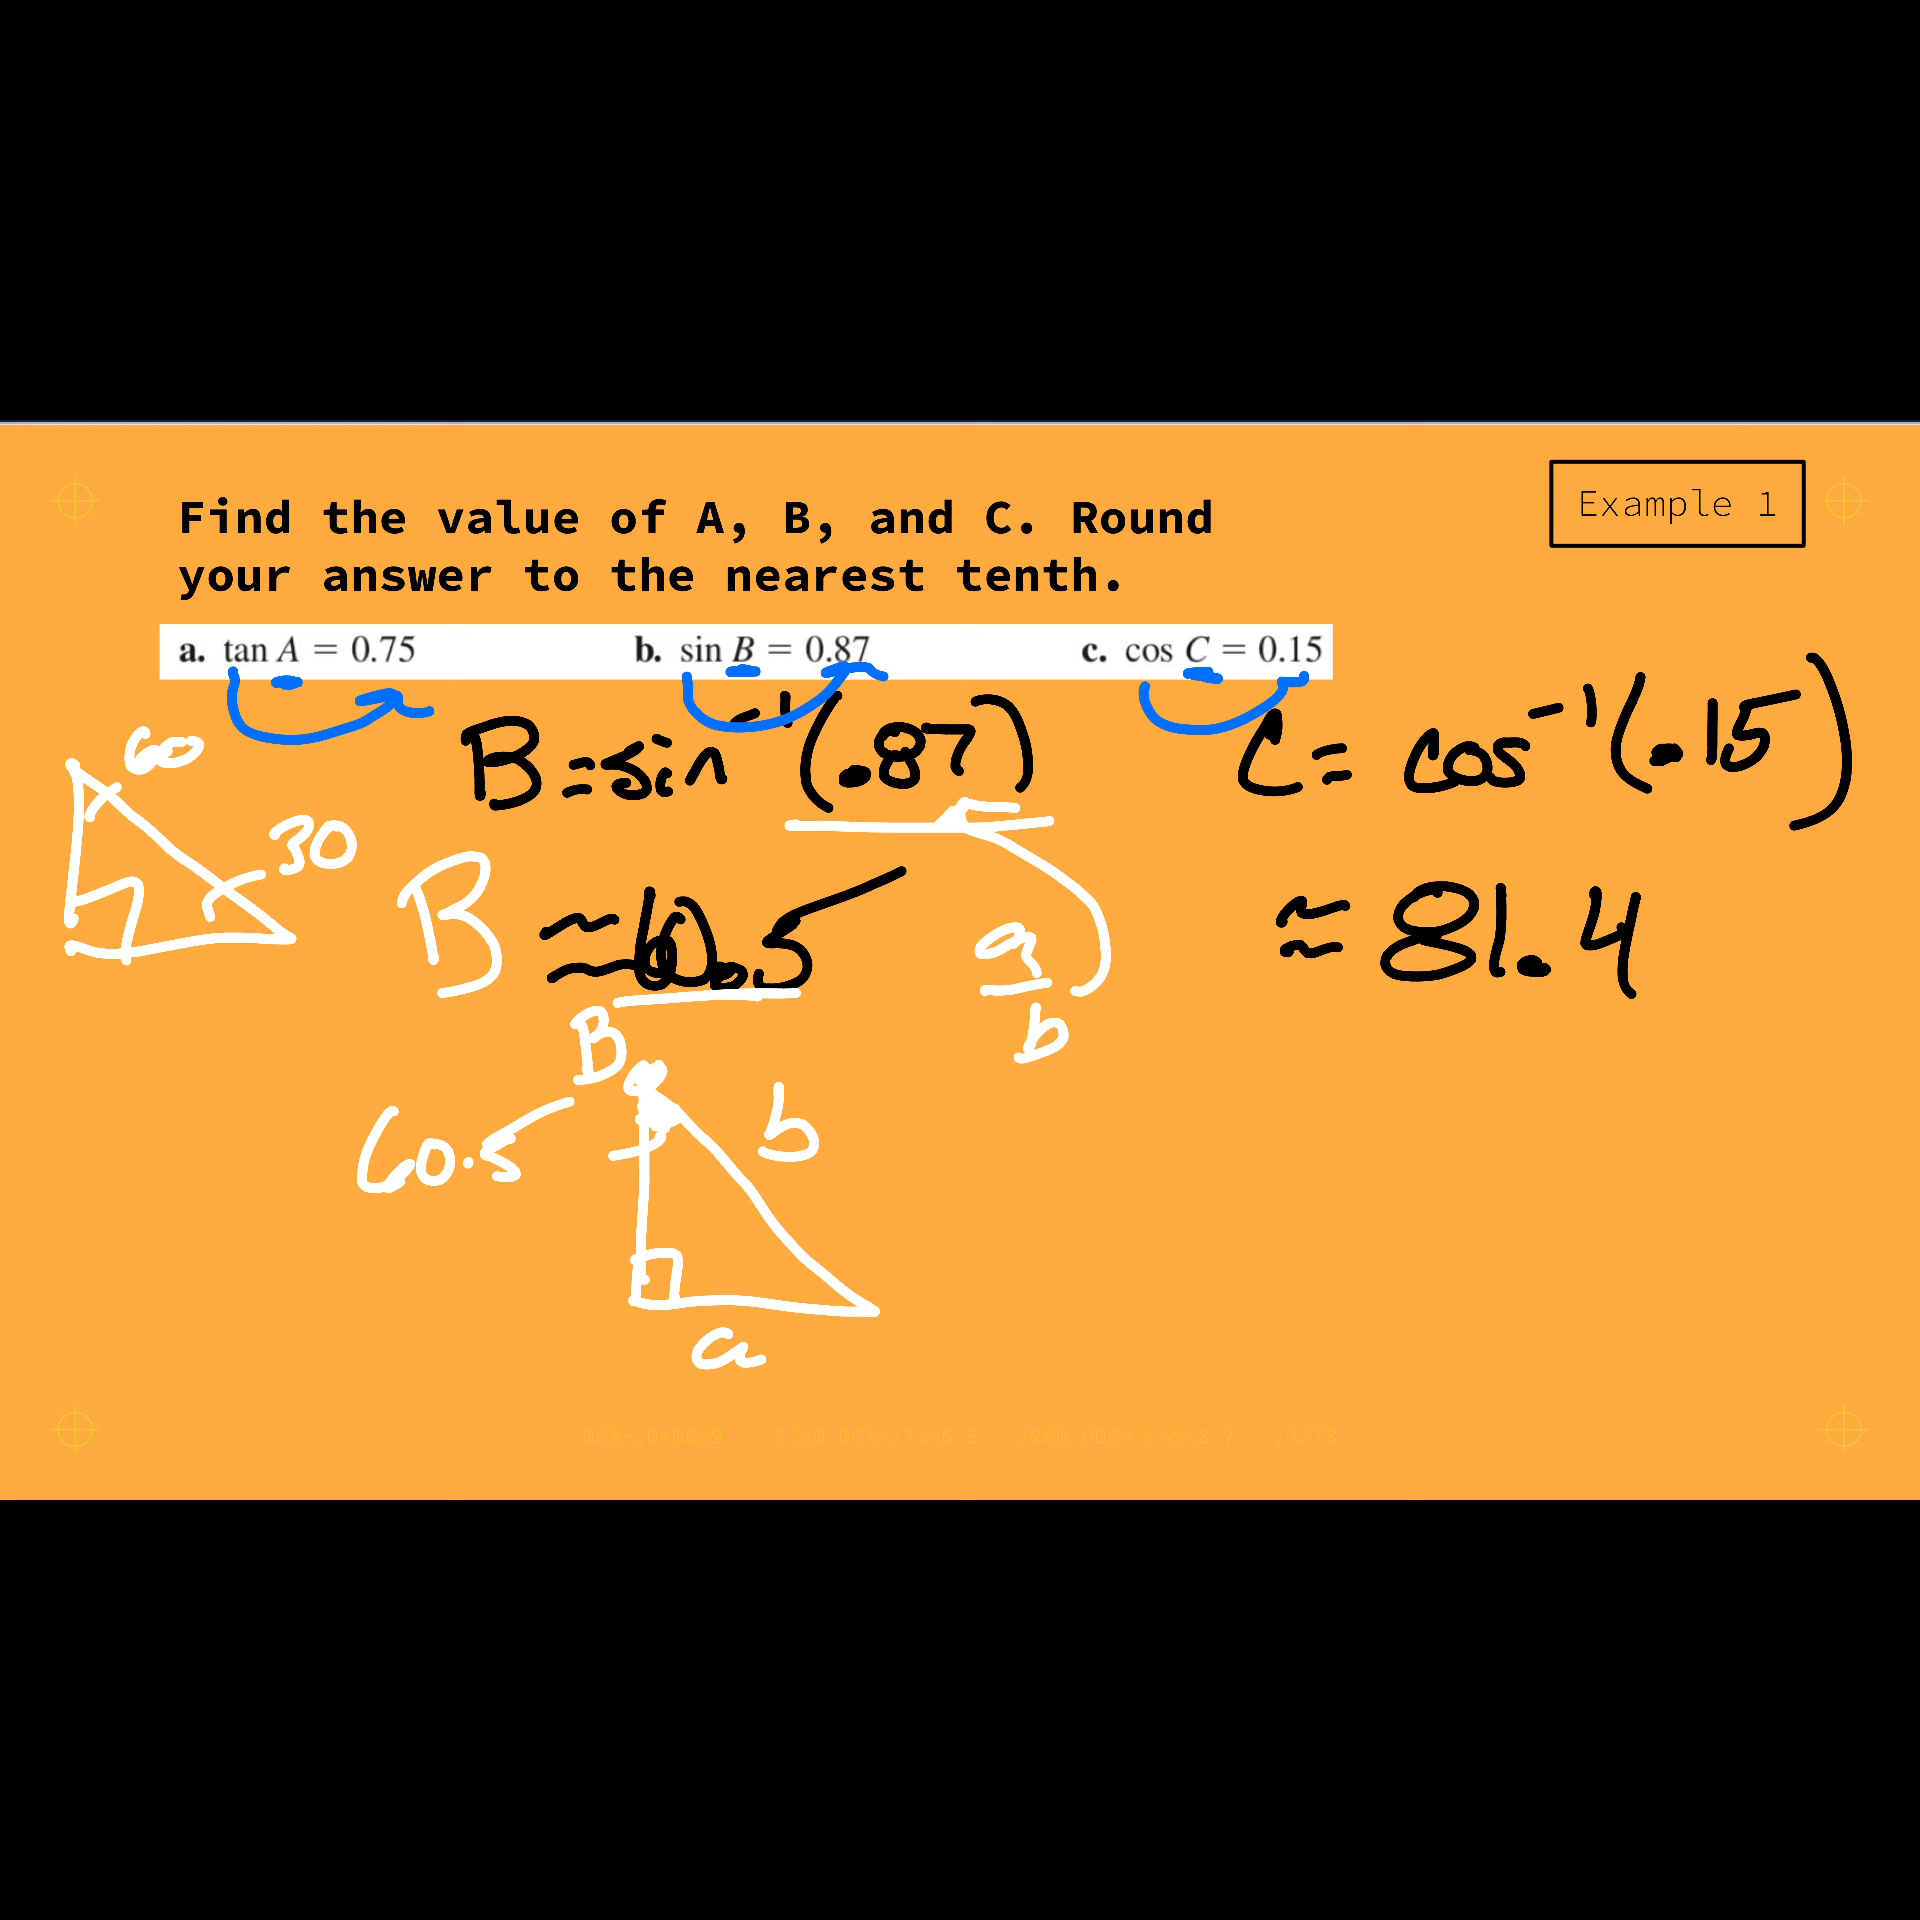 Example 1
Find the value of A, B, and C. Round
your answer to the nearest tenth.
a. tan A = 0.75 b. sin B = 0.87 c. cos C = 0.15
B = sin⁻¹(.87) C = cos⁻¹(.15)
60
30
B ≈ 60.5 ≈ 81.4
a
b
B
60.5
b
a